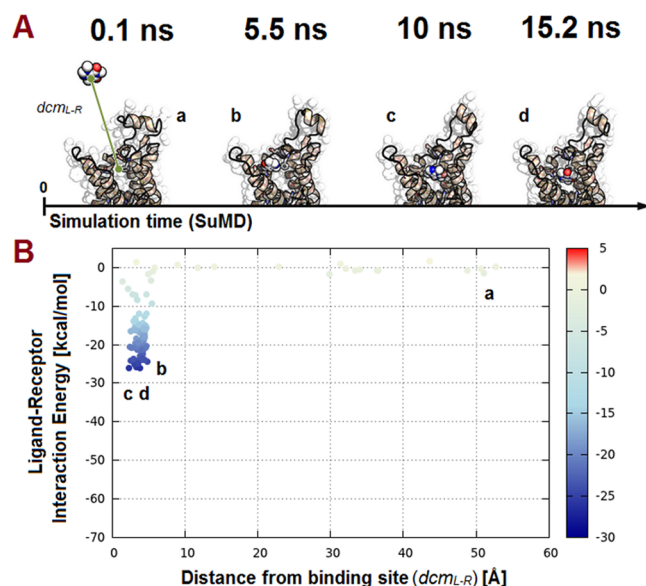 A
0.1 ns 5.5 ns 10 ns 15.2 ns
dcmL-R
a b c d
0
Simulation time (SuMD)
B
Ligand-Receptor
Interaction Energy [kcal/mol]
0
-10
-20
-30
-40
-50
-60
-70
a
b
c d
0 10 20 30 40 50 60
Distance from binding site (dcmL-R) [Å]
5
0
-5
-10
-15
-20
-25
-30